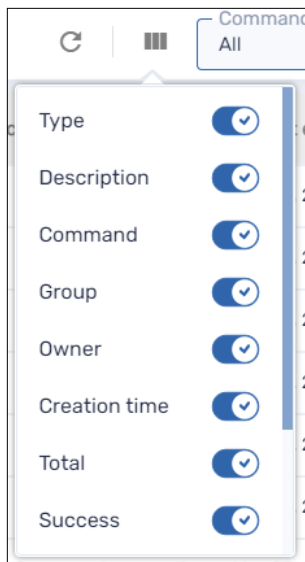 Command
All
Type
Description
Command
Group
Owner
Creation time
Total
Success